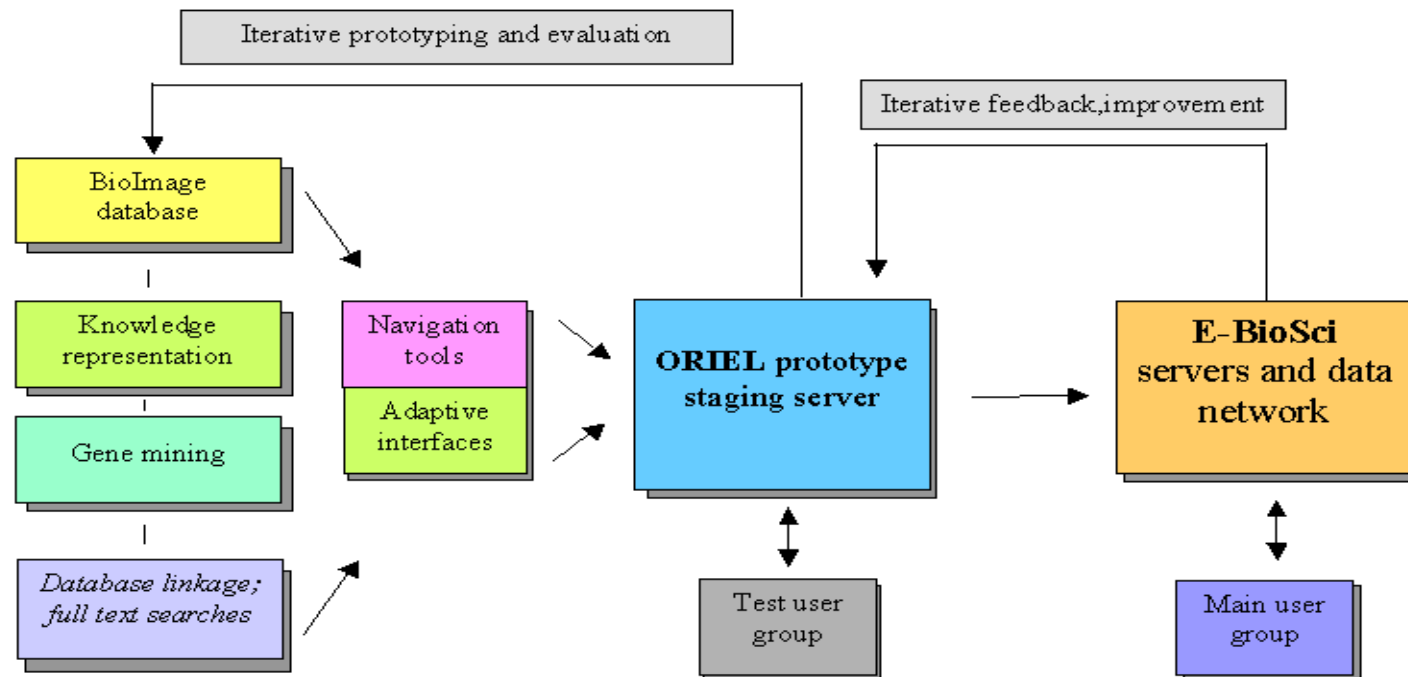 Iterative prototyping and evaluation
Iterative feedback,improvement
BioImage
database
Knowledge
representation
Gene mining
Database linkage;
full text searches
Navigation
tools
Adaptive
interfaces
ORIEL prototype
staging server
E-BioSci
servers and data
network
Test user
group
Main user
group